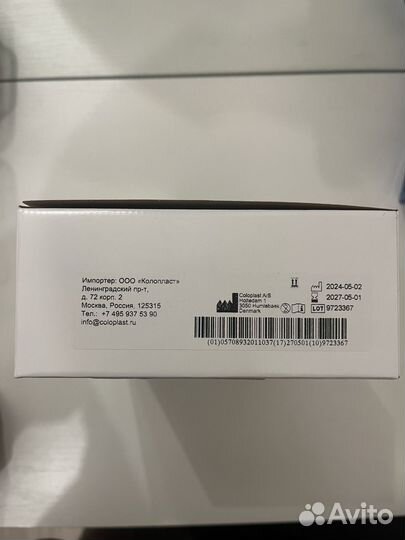 Импортер: ООО «Колопласт»
Ленинградский пр-т,
д. 72 корп. 2
Москва, Россия, 125315
Тел.: +7 495 937 53 90
info@coloplast.ru
Coloplast A/S
Holtedam 1
3050 Humlebaek
Denmark
2024-05-02
2027-05-01
LOT 9723367
(01)05708932011037(17)270501(10)9723367
Avito